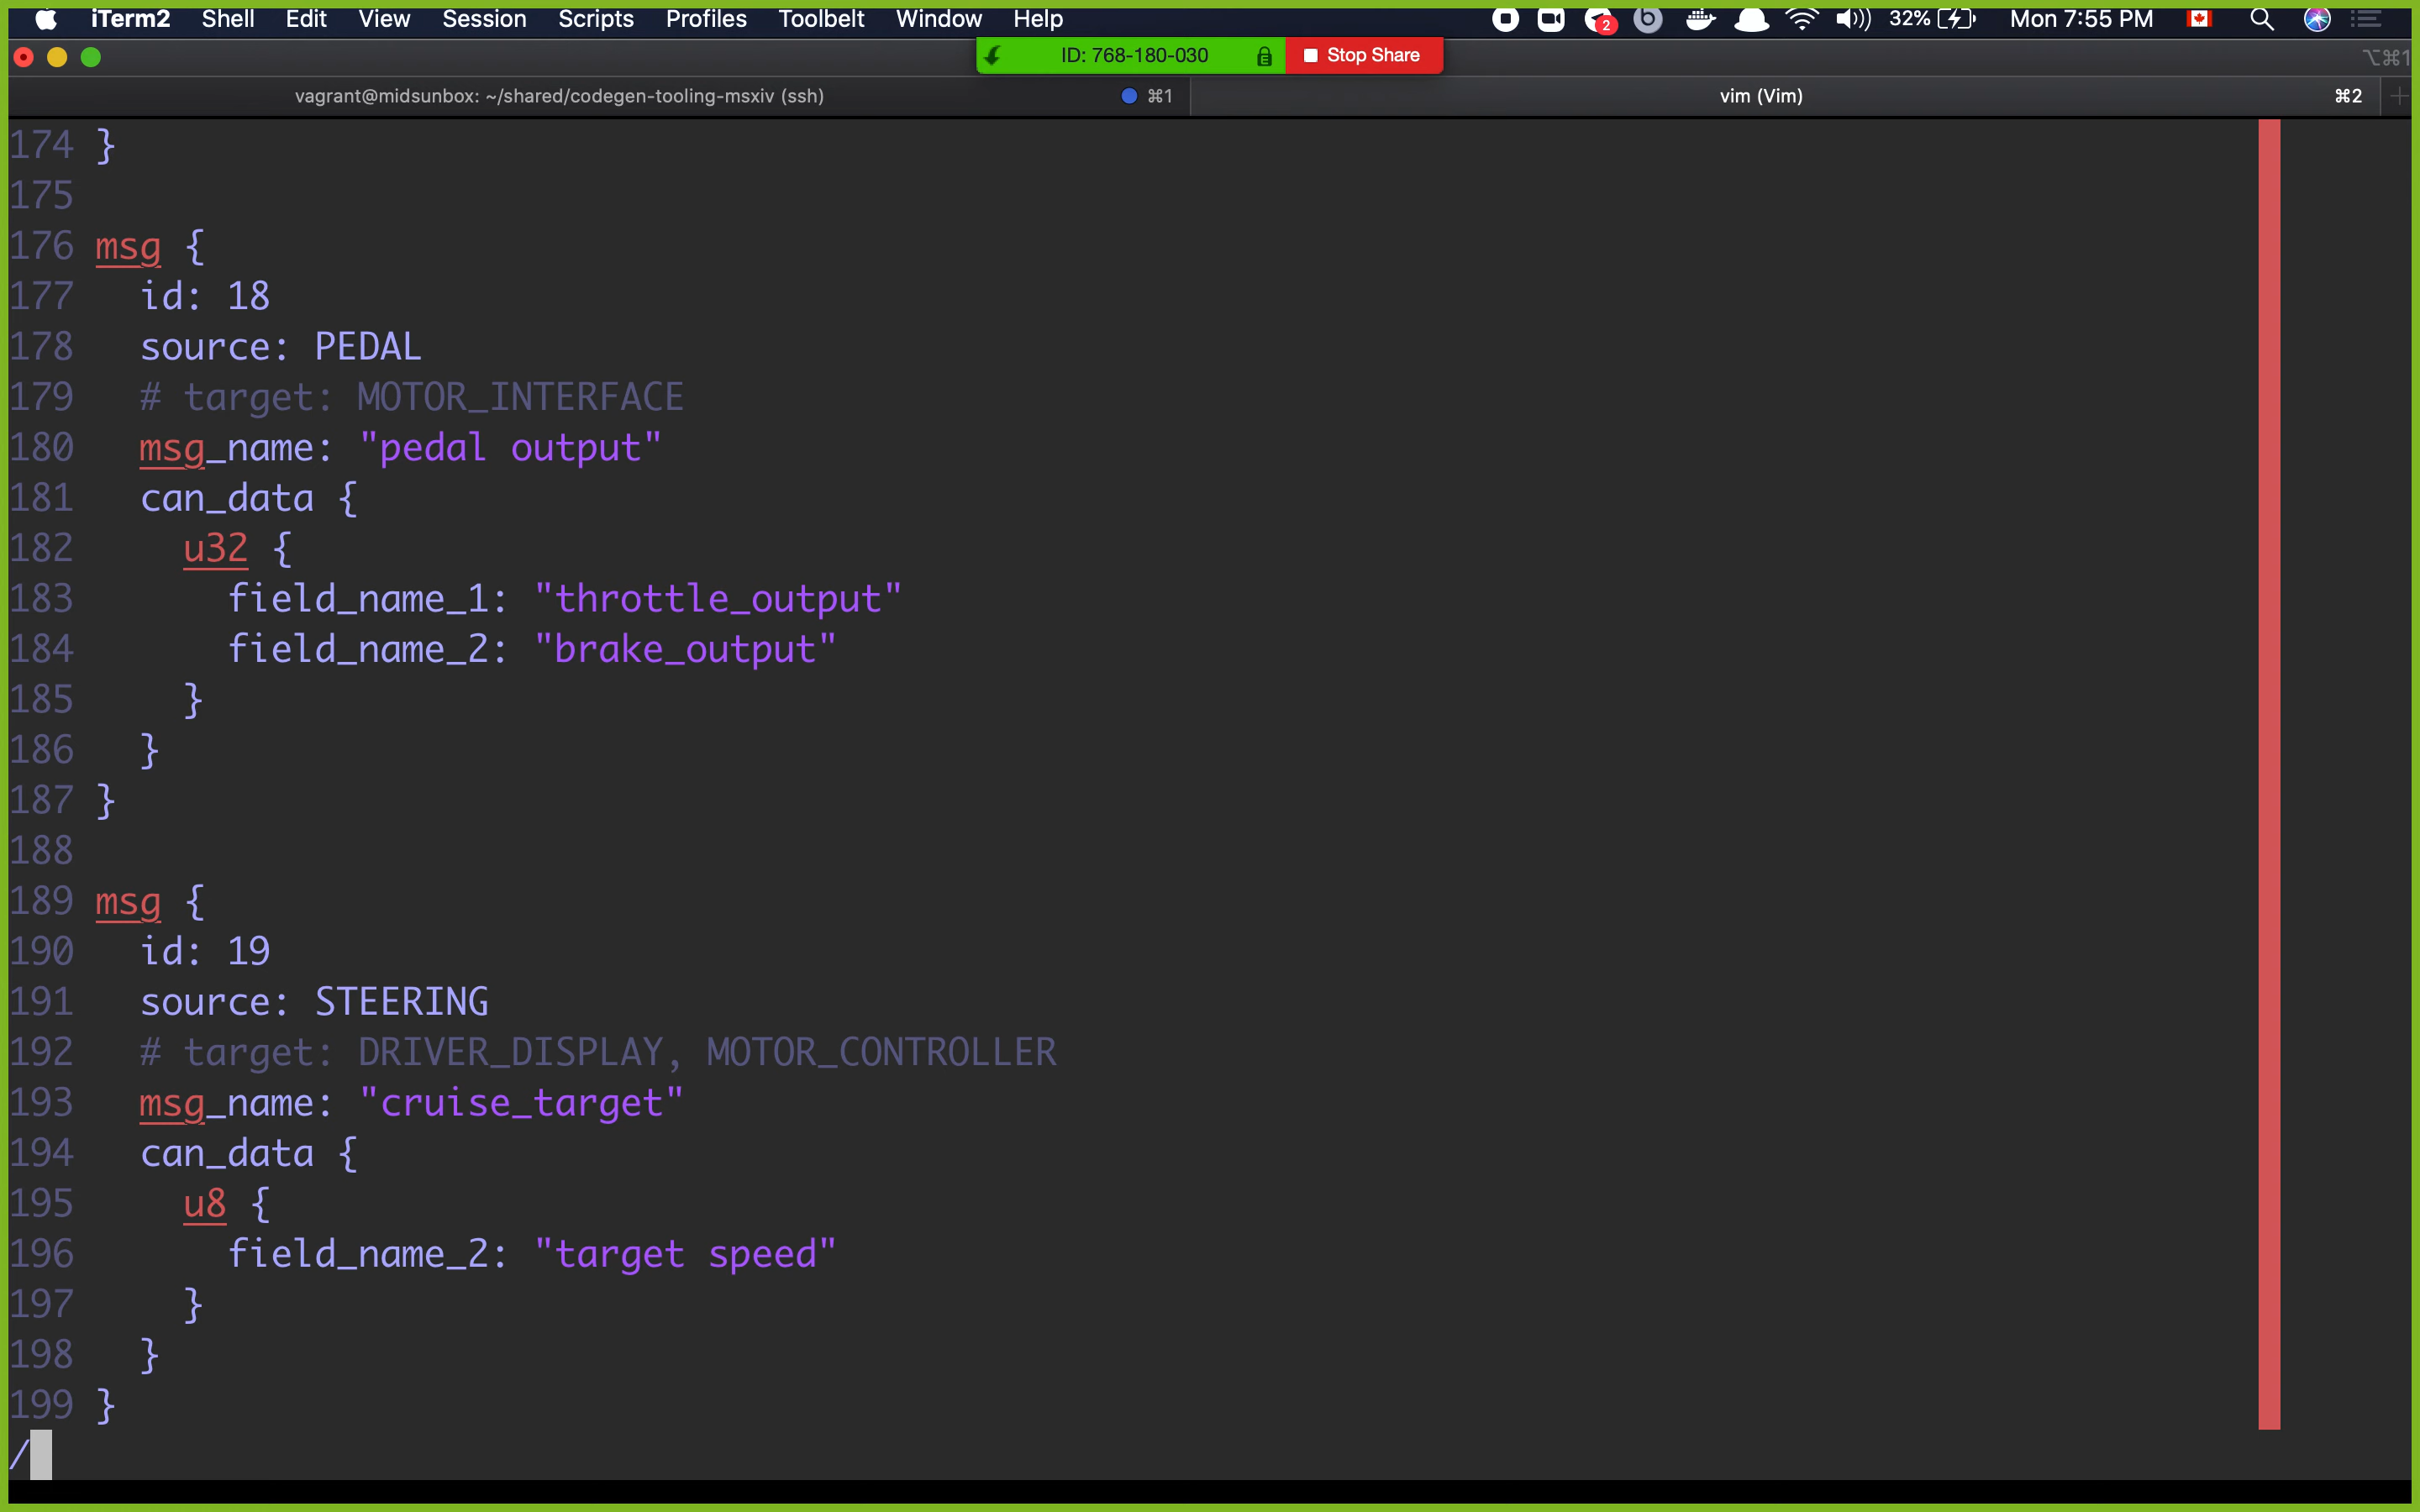 iTerm2 Shell Edit View Session Scripts Profiles Toolbelt Window Help 2 32% Mon 7:55 PM
ID: 768-180-030 Stop Share ⌥⌘1
vagrant@midsunbox: ~/shared/codegen-tooling-msxiv (ssh) ⌘1 vim (Vim) ⌘2
174 }
175
176 msg {
177   id: 18
178   source: PEDAL
179   # target: MOTOR_INTERFACE
180   msg_name: "pedal output"
181   can_data {
182     u32 {
183       field_name_1: "throttle_output"
184       field_name_2: "brake_output"
185     }
186   }
187 }
188
189 msg {
190   id: 19
191   source: STEERING
192   # target: DRIVER_DISPLAY, MOTOR_CONTROLLER
193   msg_name: "cruise_target"
194   can_data {
195     u8 {
196       field_name_2: "target speed"
197     }
198   }
199 }
/